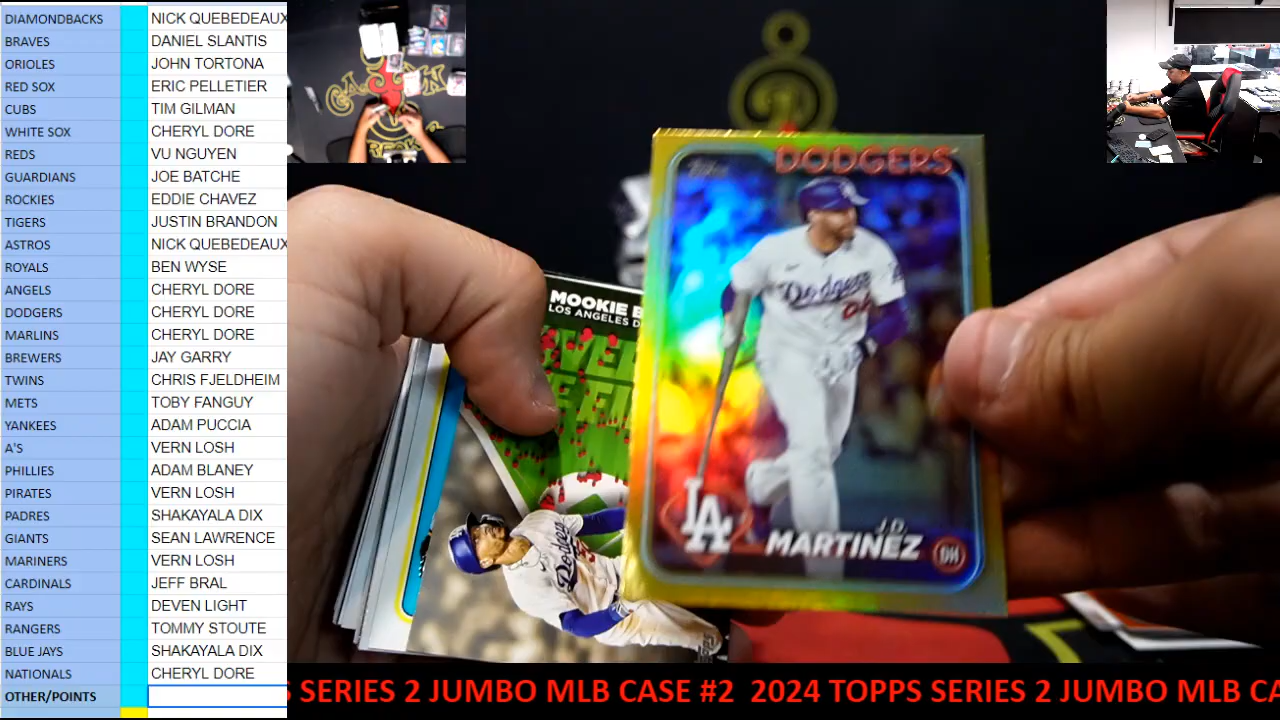 DIAMONDBACKS NICK QUEBEDEAUX
BRAVES DANIEL SLANTIS
ORIOLES JOHN TORTONA
RED SOX ERIC PELLETIER
CUBS TIM GILMAN
WHITE SOX CHERYL DORE
REDS VU NGUYEN
GUARDIANS JOE BATCHE
ROCKIES EDDIE CHAVEZ
TIGERS JUSTIN BRANDON
ASTROS NICK QUEBEDEAUX
ROYALS BEN WYSE
ANGELS CHERYL DORE
DODGERS CHERYL DORE
MARLINS CHERYL DORE
BREWERS JAY GARRY
TWINS CHRIS FJELDHEIM
METS TOBY FANGUY
YANKEES ADAM PUCCIA
A'S VERN LOSH
PHILLIES ADAM BLANEY
PIRATES VERN LOSH
PADRES SHAKAYALA DIX
GIANTS SEAN LAWRENCE
MARINERS VERN LOSH
CARDINALS JEFF BRAL
RAYS DEVEN LIGHT
RANGERS TOMMY STOUTE
BLUE JAYS SHAKAYALA DIX
NATIONALS CHERYL DORE
OTHER/POINTS
DODGERS
Topps
Dodgers
LA
J.D.
MARTINEZ DH
MOOKIE B
LOS ANGELES D
Dodge
S SERIES 2 JUMBO MLB CASE #2 2024 TOPPS SERIES 2 JUMBO MLB CA